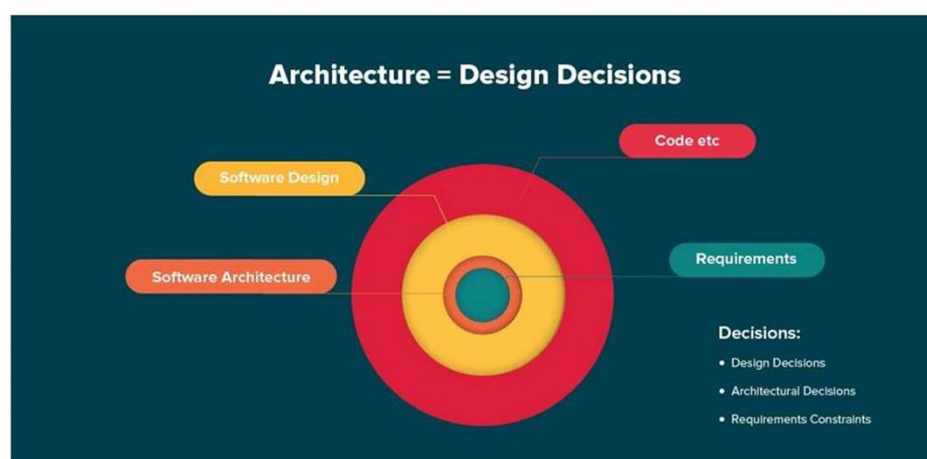 Architecture = Design Decisions
Code etc
Software Design
Requirements
Software Architecture
Decisions:
• Design Decisions
• Architectural Decisions
• Requirements Constraints